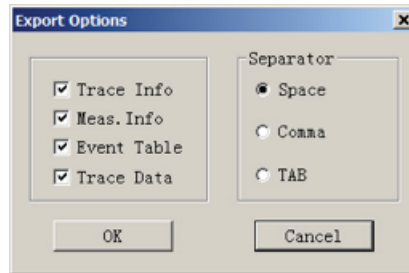 Export Options
Trace Info
Meas.Info
Event Table
Trace Data
Separator
Space
Comma
TAB
OK
Cancel